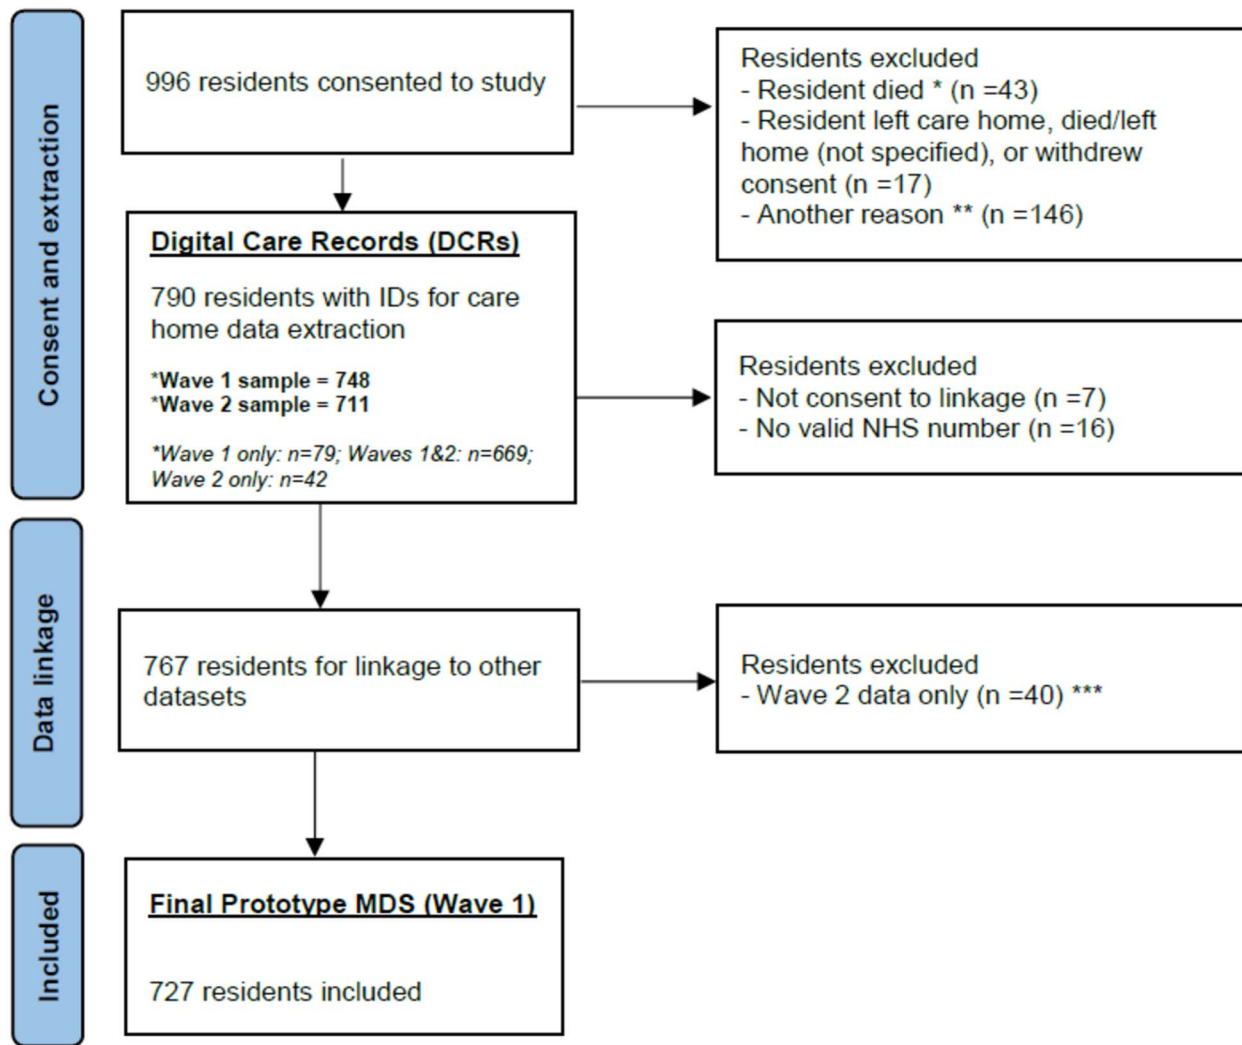 Consent and extraction
996 residents consented to study
Residents excluded
- Resident died * (n =43)
- Resident left care home, died/left
home (not specified), or withdrew
consent (n =17)
- Another reason ** (n =146)
Digital Care Records (DCRs)
790 residents with IDs for care
home data extraction
*Wave 1 sample = 748
*Wave 2 sample = 711
*Wave 1 only: n=79; Waves 1&2: n=669;
Wave 2 only: n=42
Residents excluded
- Not consent to linkage (n =7)
- No valid NHS number (n =16)
Data linkage
767 residents for linkage to other
datasets
Residents excluded
- Wave 2 data only (n =40) ***
Included
Final Prototype MDS (Wave 1)
727 residents included